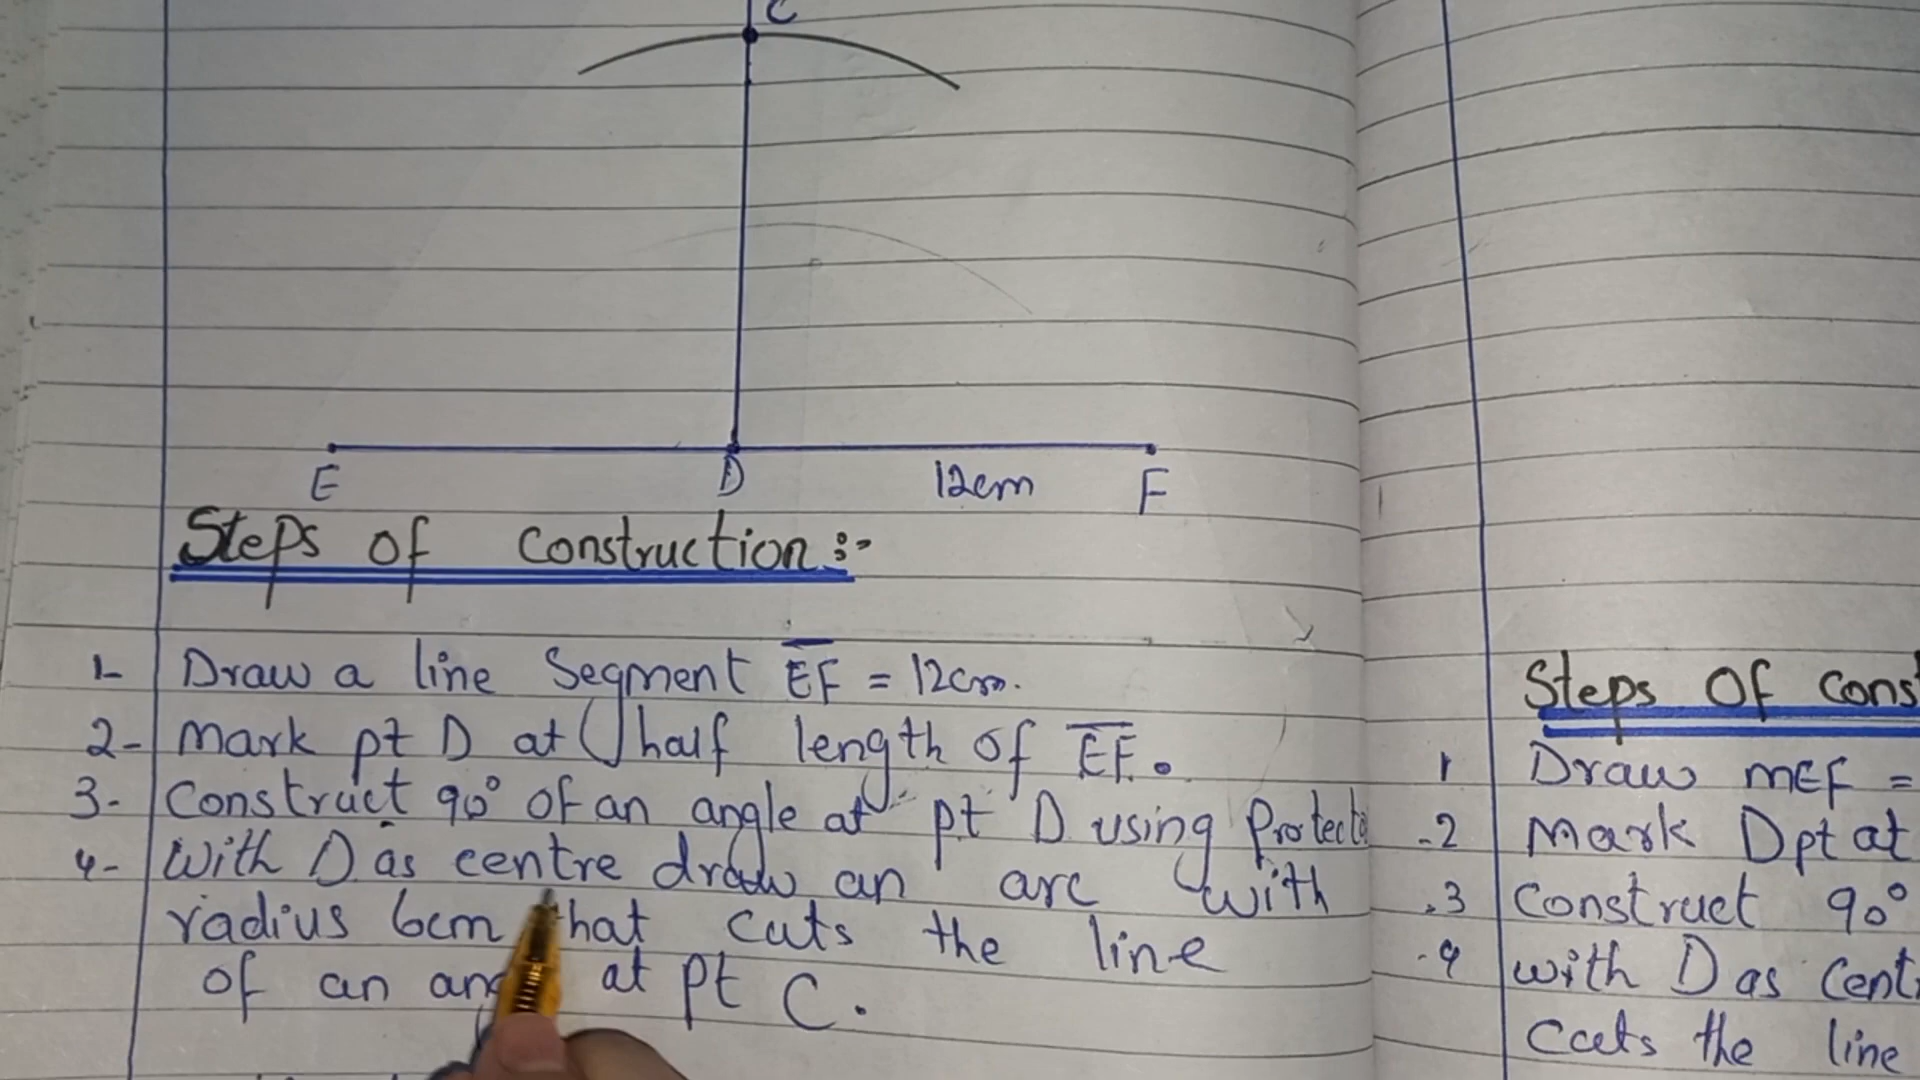 C
E D 12cm F
Steps of construction:-
1- Draw a line Segment EF = 12cm.
2- Mark pt D at half length of EF.
3- Construct 90° of an angle at pt D using
4- With D as centre draw an arc with
radius 6cm that cuts the line
of an at pt C.
Steps Of
1 Draw mEF =
2 Mark D pt at
3 Construct 90°
4 with D as
Cuts the line